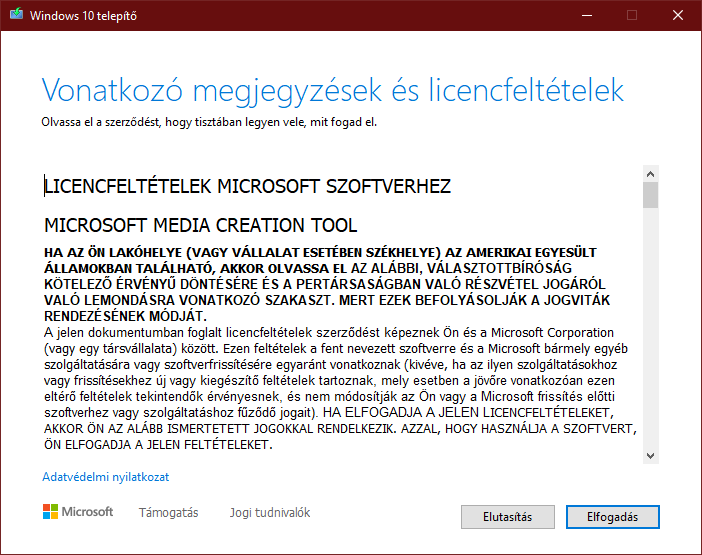 Windows 10 telepítő
Vonatkozó megjegyzések és licencfeltételek
Olvassa el a szerződést, hogy tisztában legyen vele, mit fogad el.
LICENCFELTÉTELEK MICROSOFT SZOFTVERHEZ
MICROSOFT MEDIA CREATION TOOL
HA AZ ÖN LAKÓHELYE (VAGY VÁLLALAT ESETÉBEN SZÉKHELYE) AZ AMERIKAI EGYESÜLT
ÁLLAMOKBAN TALÁLHATÓ, AKKOR OLVASSA EL AZ ALÁBBI, VÁLASZTOTTBÍRÓSÁG
KÖTELEZŐ ÉRVÉNYŰ DÖNTÉSÉRE ÉS A PERTÁRSASÁGBAN VALÓ RÉSZVÉTEL JOGÁRÓL
VALÓ LEMONDÁSRA VONATKOZÓ SZAKASZT. MERT EZEK BEFOLYÁSOLJÁK A JOGVITÁK
RENDEZÉSÉNEK MÓDJÁT.
A jelen dokumentumban foglalt licencfeltételek szerződést képeznek Ön és a Microsoft Corporation
(vagy egy társvállalata) között. Ezen feltételek a fent nevezett szoftverre és a Microsoft bármely egyéb
szolgáltatására vagy szoftverfrissítésére egyaránt vonatkoznak (kivéve, ha az ilyen szolgáltatásokhoz
vagy frissítésekhez új vagy kiegészítő feltételek tartoznak, mely esetben a jövőre vonatkozóan ezen
eltérő feltételek tekintendők érvényesnek, és nem módosítják az Ön vagy a Microsoft frissítés előtti
szoftverhez vagy szolgáltatáshoz fűződő jogait). HA ELFOGADJA A JELEN LICENCFELTÉTELEKET,
AKKOR ÖN AZ ALÁBB ISMERTETETT JOGOKKAL RENDELKEZIK. AZZAL, HOGY HASZNÁLJA A SZOFTVERT,
ÖN ELFOGADJA A JELEN FELTÉTELEKET.
Adatvédelmi nyilatkozat
Microsoft Támogatás Jogi tudnivalók Elutasítás Elfogadás